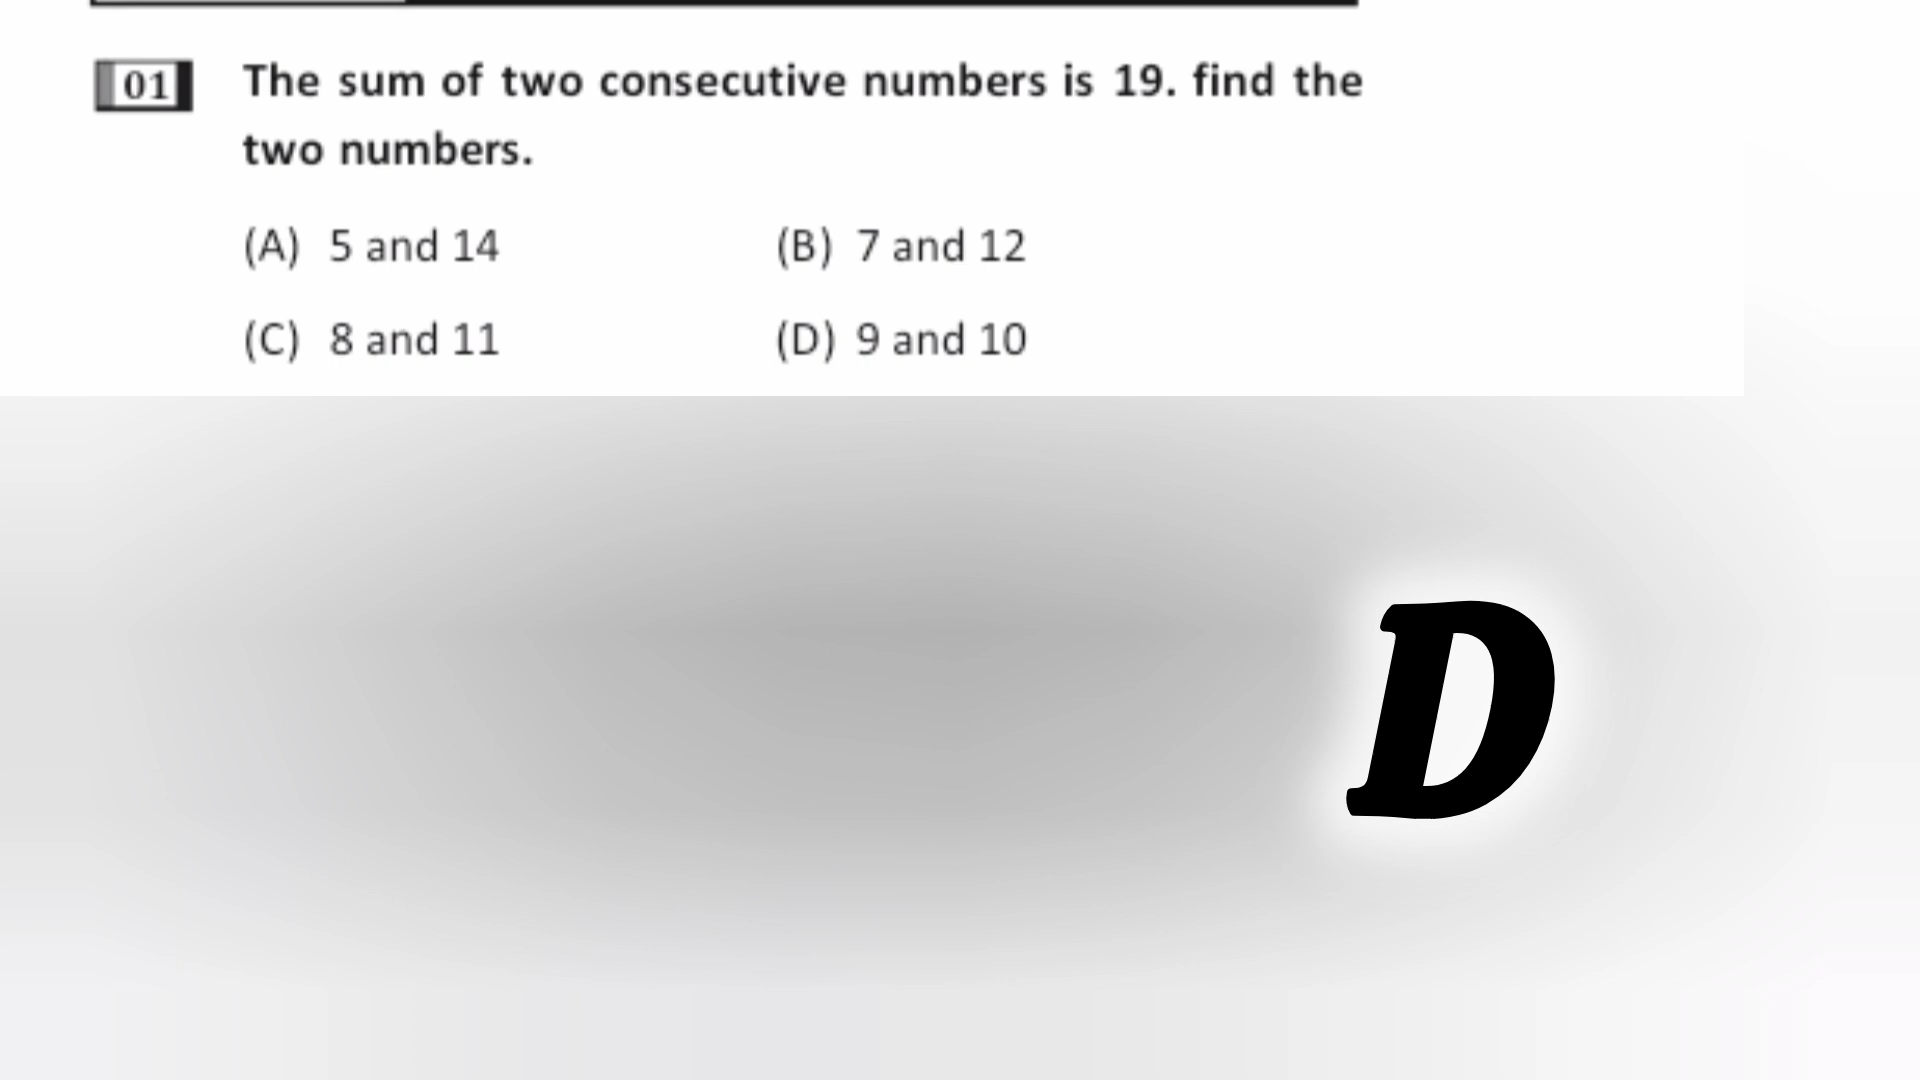 01 The sum of two consecutive numbers is 19. find the
two numbers.
(A) 5 and 14 (B) 7 and 12
(C) 8 and 11 (D) 9 and 10
D